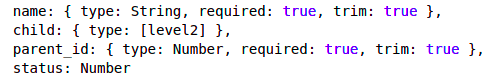 name: { type: String, required: true, trim: true },
child: { type: [level2] },
parent_id: { type: Number, required: true, trim: true },
status: Number